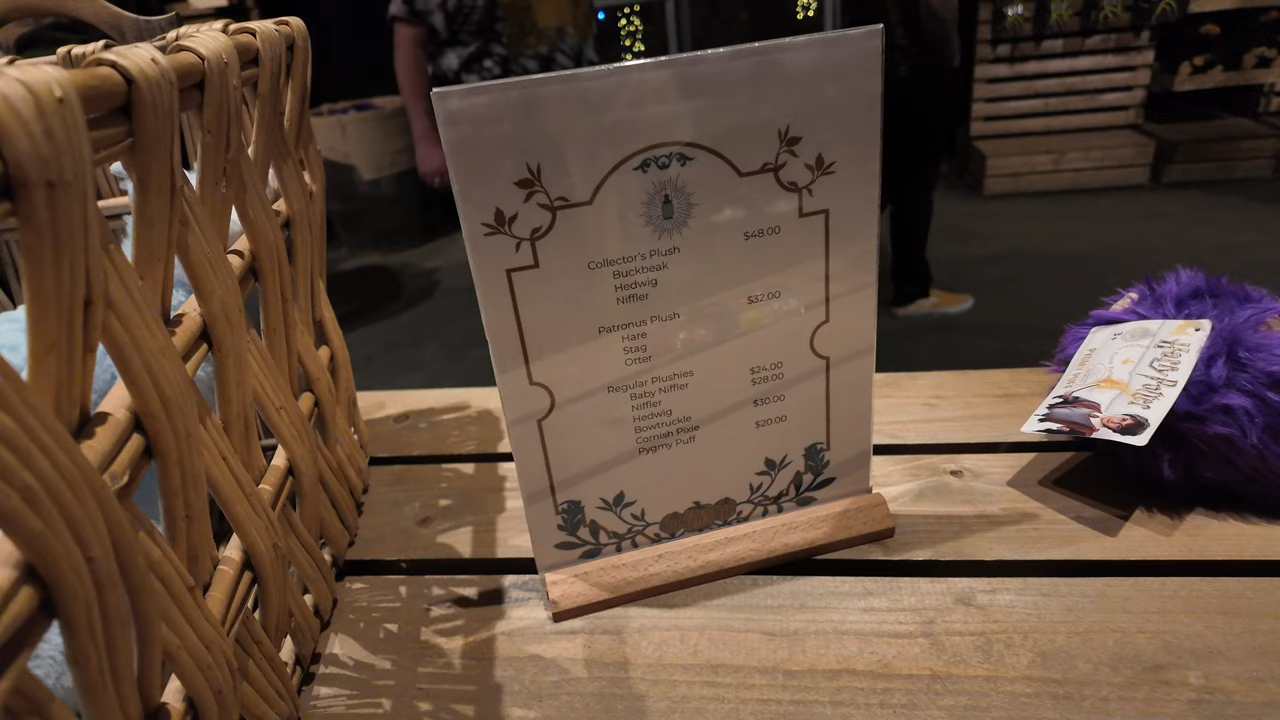 $48.00
Collector's Plush
Buckbeak
Hedwig
Niffler
$32.00
Patronus Plush
Hare
Stag
Otter
Regular Plushies
$24.00
Baby Niffler
$28.00
Niffler
Hedwig
$30.00
Bowtruckle
Cornish Pixie
$20.00
Pygmy Puff
Harry Potter